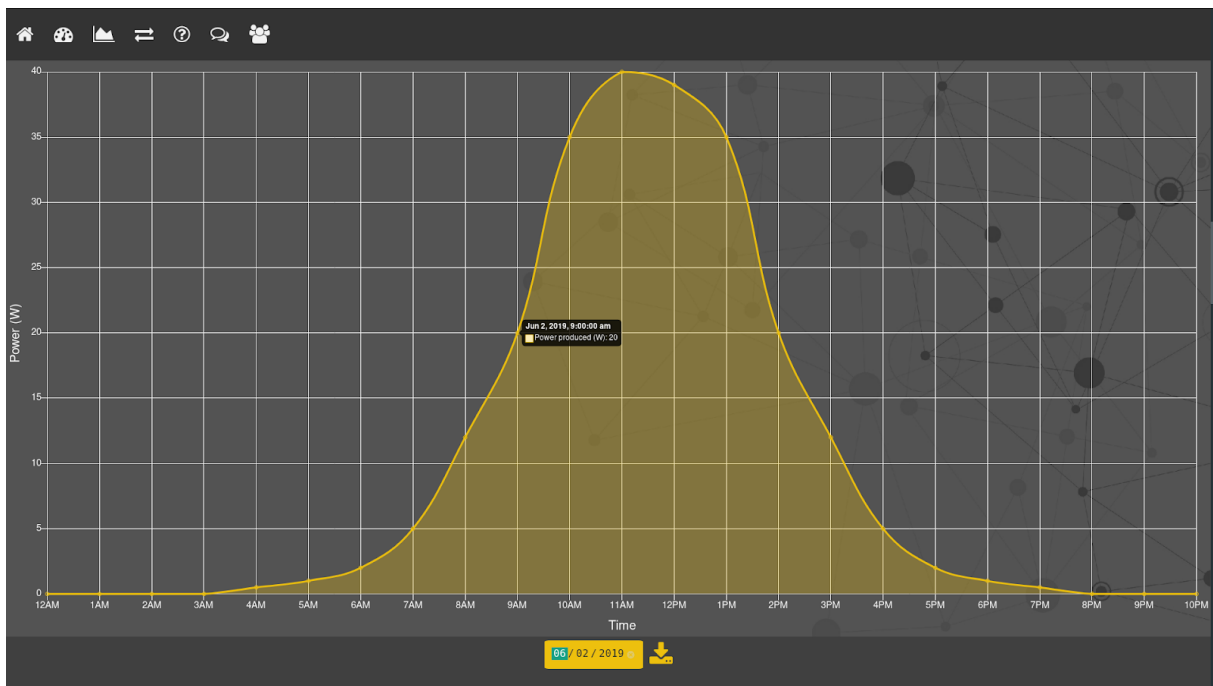 40
35
30
25
20
15
10
5
0
Power (W)
Jun 2, 2019, 9:00:00 am
Power produced (W): 20
12AM 1AM 2AM 3AM 4AM 5AM 6AM 7AM 8AM 9AM 10AM 11AM 12PM 1PM 2PM 3PM 4PM 5PM 6PM 7PM 8PM 9PM 10PM
Time
06/02/2019